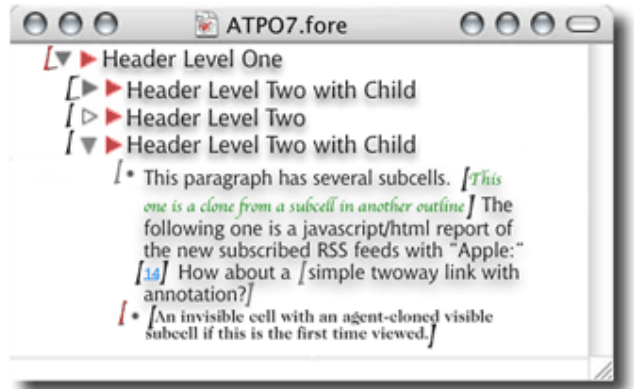 ATPO7.fore
[Header Level One
[Header Level Two with Child
[Header Level Two
[Header Level Two with Child
[• This paragraph has several subcells. [This
one is a clone from a subcell in another outline] The
following one is a javascript/html report of
the new subscribed RSS feeds with "Apple:"
[14] How about a [simple twoway link with
annotation?]
[• [An invisible cell with an agent-cloned visible
subcell if this is the first time viewed.]